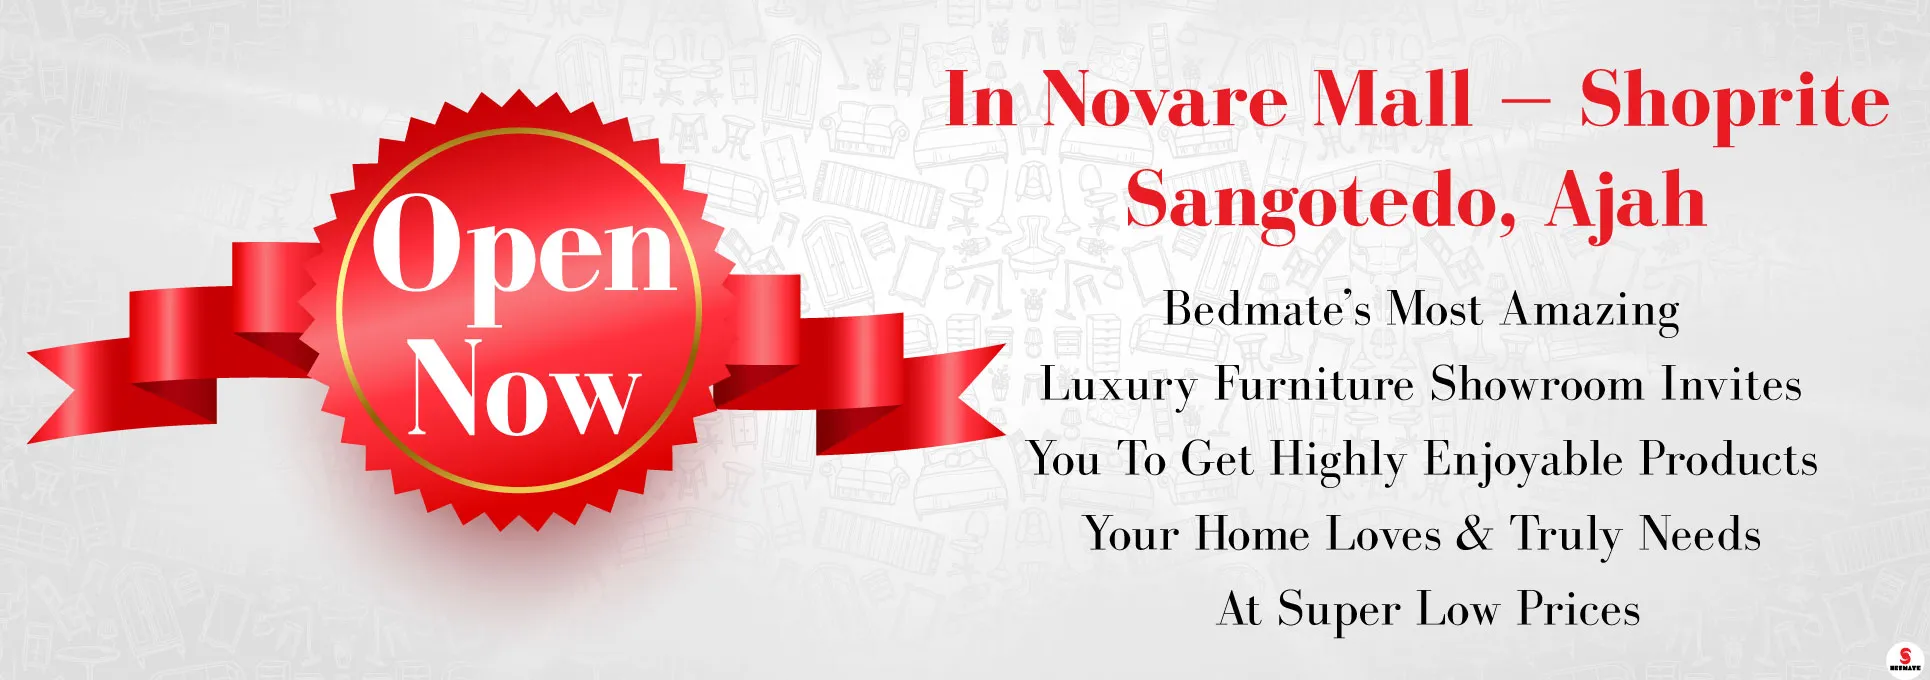 Open
Now
In Novare Mall – Shoprite
Sangotedo, Ajah
Bedmate’s Most Amazing
Luxury Furniture Showroom Invites
You To Get Highly Enjoyable Products
Your Home Loves & Truly Needs
At Super Low Prices
BEDMATE